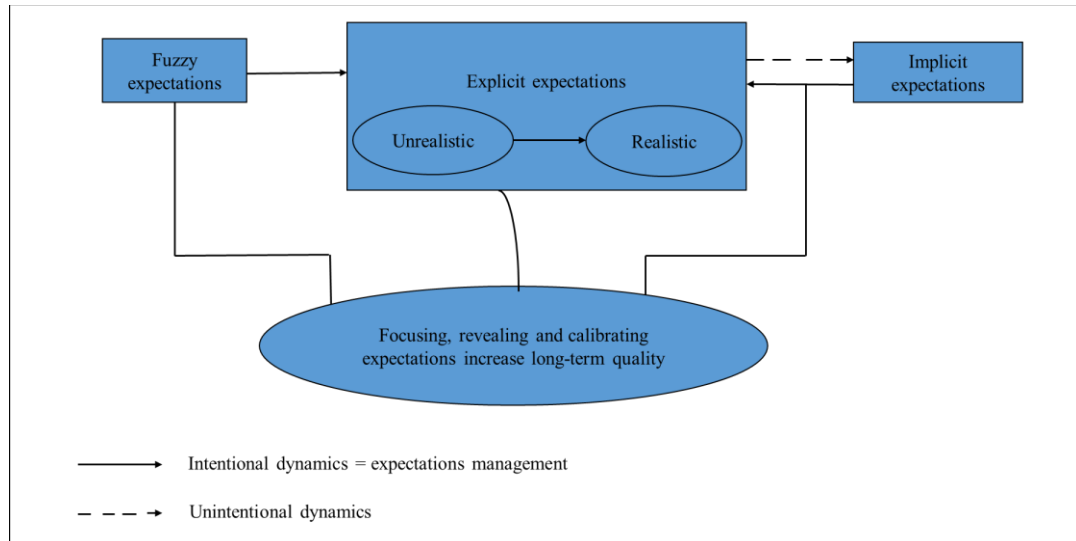 Fuzzy
expectations
Explicit expectations
Implicit
expectations
Unrealistic
Realistic
Focusing, revealing and calibrating
expectations increase long-term quality
Intentional dynamics = expectations management
Unintentional dynamics